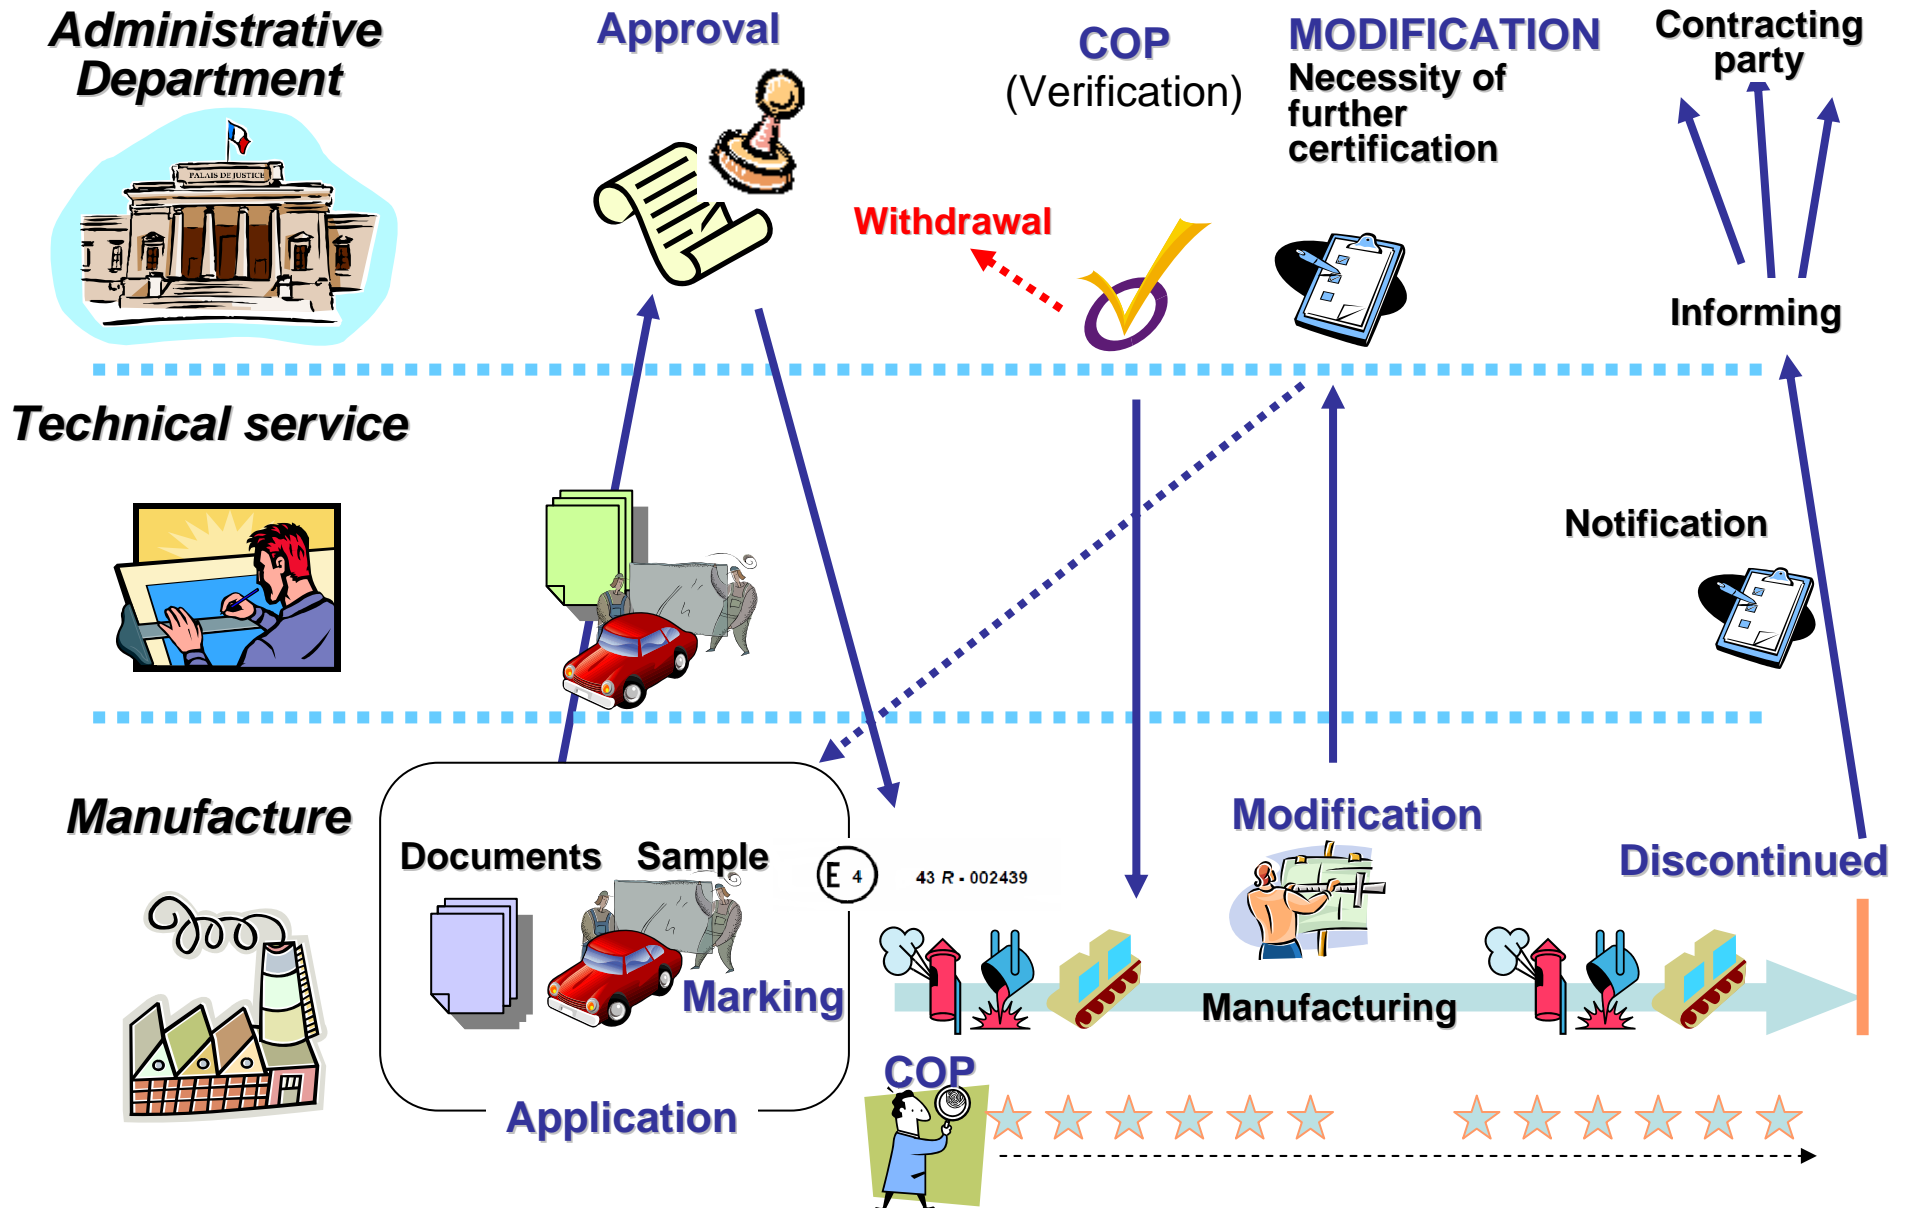 Administrative
Department
Approval
COP
(Verification)
MODIFICATION
Necessity of
further
certification
Contracting
party
PALAIS DE JUSTICE
Withdrawal
Informing
Technical service
Notification
Manufacture
Documents
Sample
E 4
43 R - 002439
Modification
Discontinued
Marking
Manufacturing
Application
COP